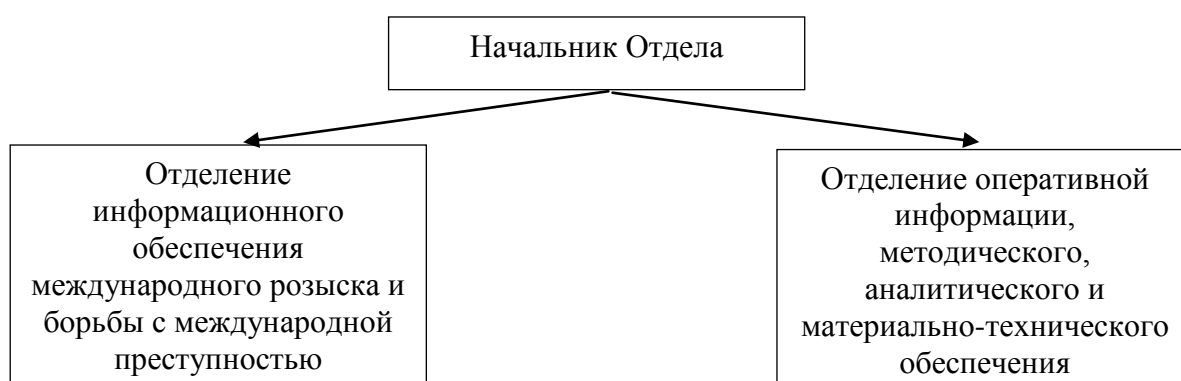 Начальник Отдела
Отделение
информационного
обеспечения
международного розыска и
борьбы с международной
преступностью
Отделение оперативной
информации,
методического,
аналитического и
материально-технического
обеспечения